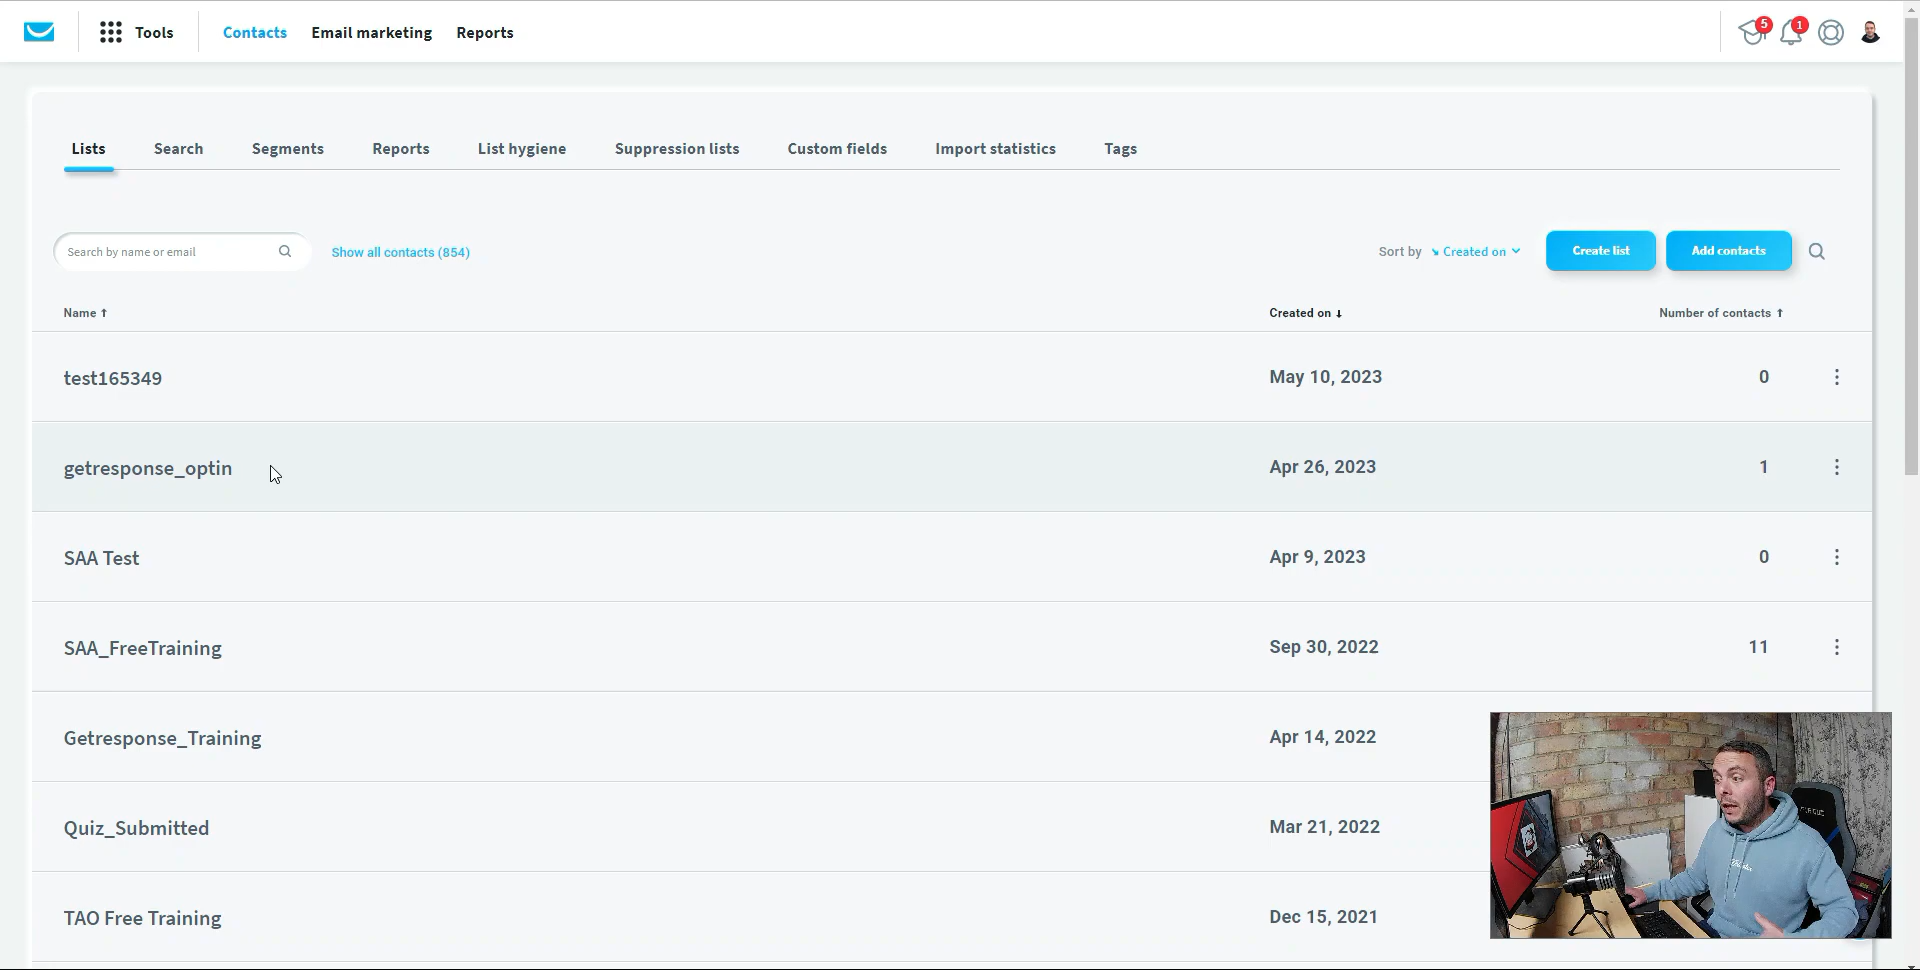 Tools
Contacts
Email marketing
Reports
5
1
Lists
Search
Segments
Reports
List hygiene
Suppression lists
Custom fields
Import statistics
Tags
Search by name or email
Show all contacts (854)
Sort by
Created on
Create list
Add contacts
Name
Created on
Number of contacts
test165349
May 10, 2023
0
getresponse_optin
Apr 26, 2023
1
SAA Test
Apr 9, 2023
0
SAA_FreeTraining
Sep 30, 2022
11
Getresponse_Training
Apr 14, 2022
Quiz_Submitted
Mar 21, 2022
TAO Free Training
Dec 15, 2021